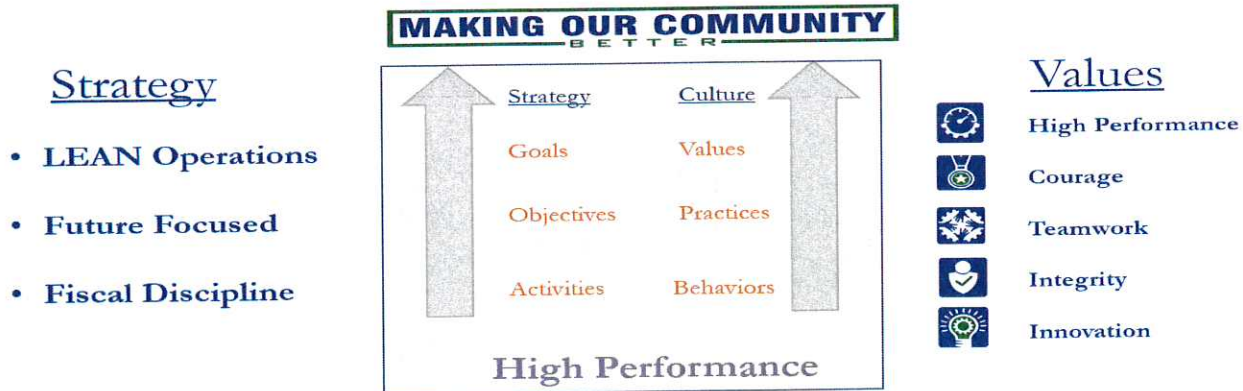 MAKING OUR COMMUNITY
BETTER
Strategy
• LEAN Operations
• Future Focused
• Fiscal Discipline
Strategy Culture
Goals Values
Objectives Practices
Activities Behaviors
High Performance
Values
High Performance
Courage
Teamwork
Integrity
Innovation